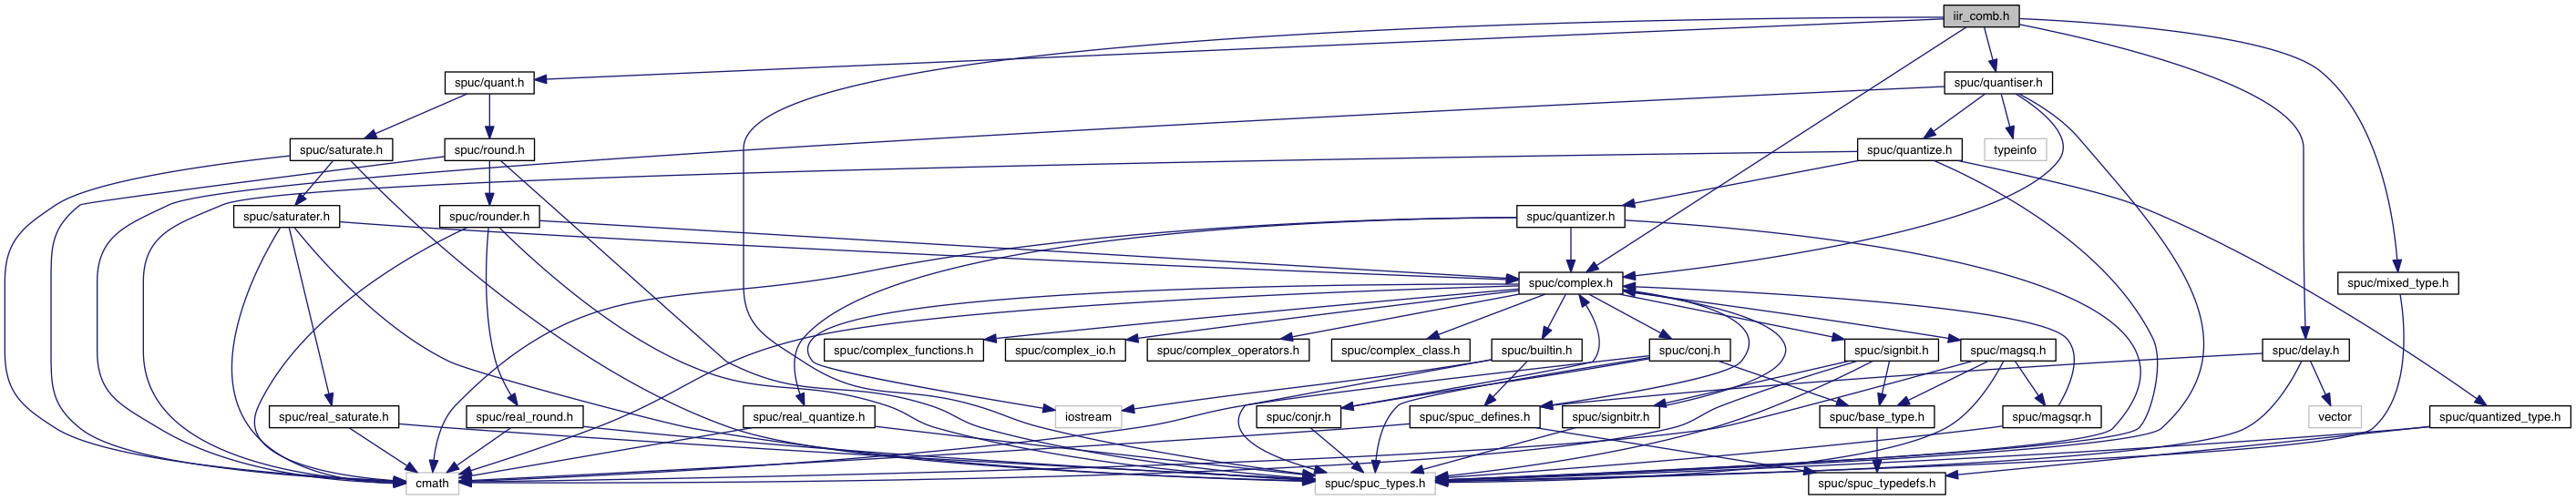 iir_comb.h
spuc/quant.h
spuc/quantiser.h
spuc/saturate.h
spuc/round.h
spuc/quantize.h
typeinfo
spuc/saturater.h
spuc/rounder.h
spuc/quantizer.h
spuc/complex.h
spuc/mixed_type.h
spuc/complex_functions.h
spuc/complex_io.h
spuc/complex_operators.h
spuc/complex_class.h
spuc/builtin.h
spuc/conj.h
spuc/signbit.h
spuc/magsq.h
spuc/delay.h
spuc/real_saturate.h
spuc/real_round.h
spuc/real_quantize.h
iostream
spuc/conjr.h
spuc/spuc_defines.h
spuc/signbitr.h
spuc/base_type.h
spuc/magsqr.h
vector
spuc/quantized_type.h
cmath
spuc/spuc_types.h
spuc/spuc_typedefs.h